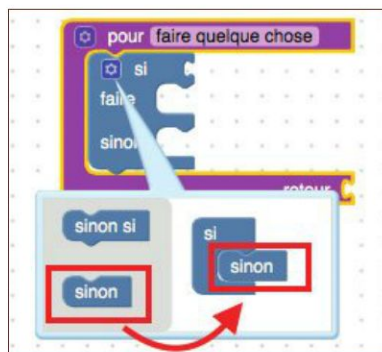 pour faire quelque chose
si
faire
sinon
retour
sinon si
si
sinon
sinon